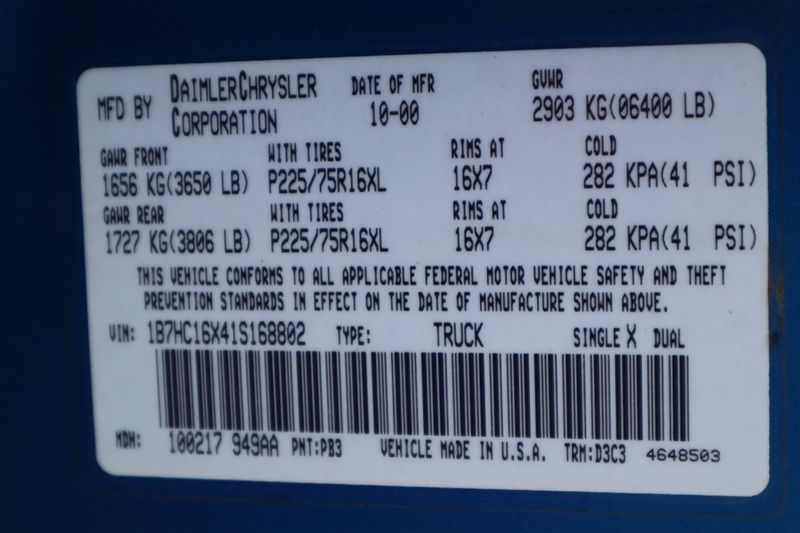 MFD BY DAIMLERCHRYSLER CORPORATION DATE OF MFR 10-00 GVWR 2903 KG(06400 LB)
GAWR FRONT WITH TIRES RIMS AT COLD
1656 KG(3650 LB) P225/75R16XL 16X7 282 KPA(41 PSI)
GAWR REAR WITH TIRES RIMS AT COLD
1727 KG(3806 LB) P225/75R16XL 16X7 282 KPA(41 PSI)
THIS VEHICLE CONFORMS TO ALL APPLICABLE FEDERAL MOTOR VEHICLE SAFETY AND THEFT
PREVENTION STANDARDS IN EFFECT ON THE DATE OF MANUFACTURE SHOWN ABOVE.
VIN: 1B7HC16X41S168802 TYPE: TRUCK SINGLE X DUAL
MDH: 100217 949AA PNT:PB3 VEHICLE MADE IN U.S.A. TRM:D3C3 4648503